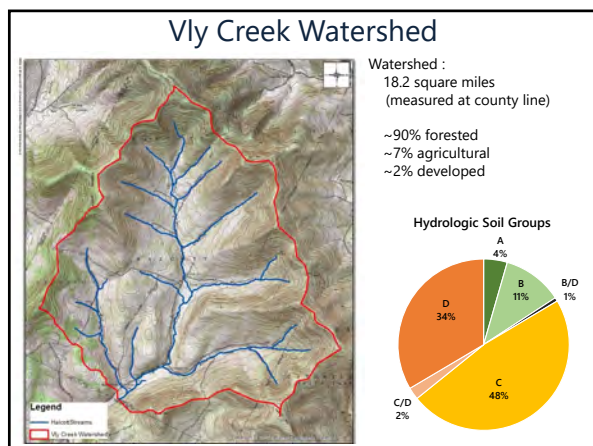 Vly Creek Watershed
Watershed :
18.2 square miles
(measured at county line)
~90% forested
~7% agricultural
~2% developed
Hydrologic Soil Groups
A
4%
B
11%
B/D
1%
D
34%
C
48%
C/D
2%
Legend
HalcottStreams
Vly Creek Watershed